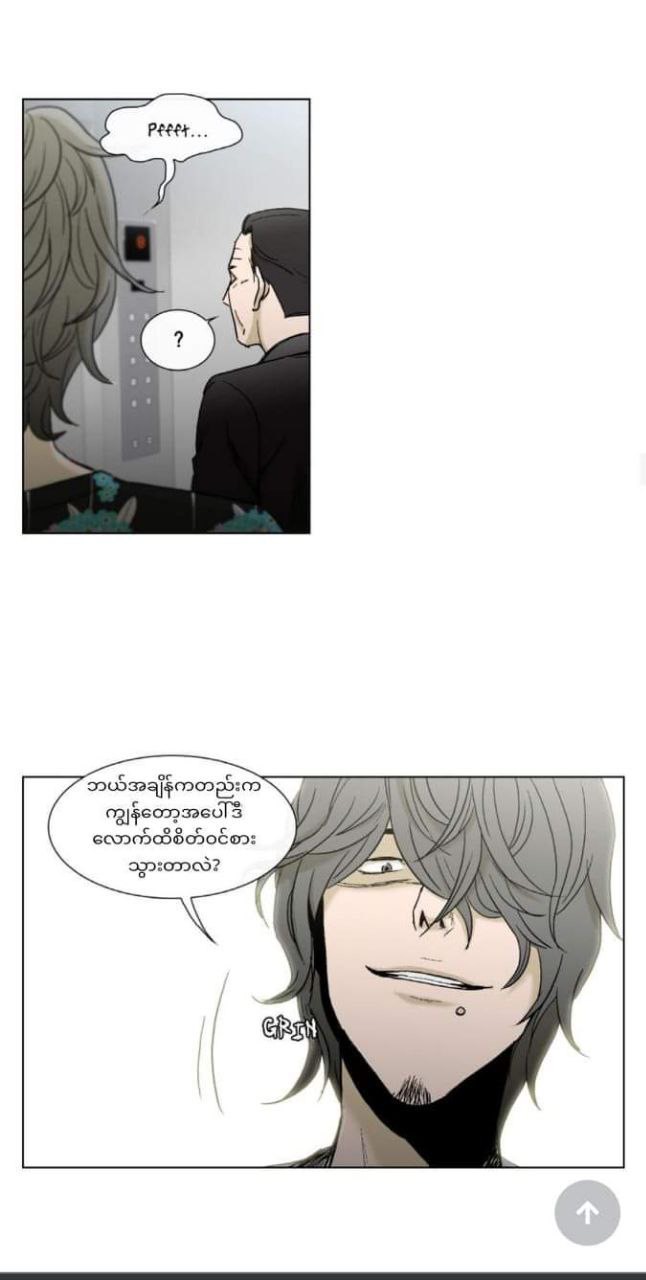 Pffft...
?
ဘယ်အချိန်ကတည်းက
ကျွန်တော့အပေါ် ဒီ
လောက်ထိစိတ်ဝင်စား
သွားတာလဲ?
GRIN